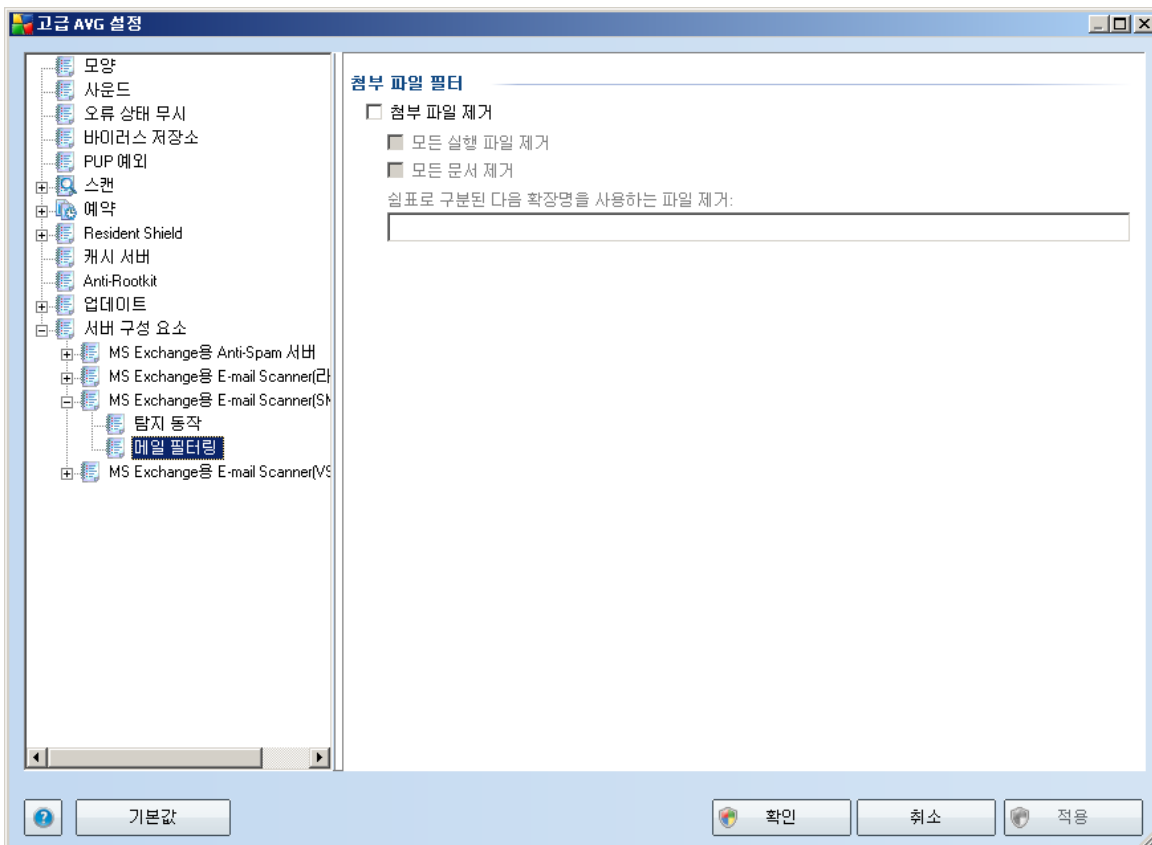 고급 AVG 설정
모양
사운드
오류 상태 무시
바이러스 저장소
PUP 예외
스캔
예약
Resident Shield
캐시 서버
Anti-Rootkit
업데이트
서버 구성 요소
MS Exchange용 Anti-Spam 서버
MS Exchange용 E-mail Scanner(라
MS Exchange용 E-mail Scanner(SM
탐지 동작
메일 필터링
MS Exchange용 E-mail Scanner(VS
첨부 파일 필터
첨부 파일 제거
모든 실행 파일 제거
모든 문서 제거
쉼표로 구분된 다음 확장명을 사용하는 파일 제거:
기본값
확인
취소
적용